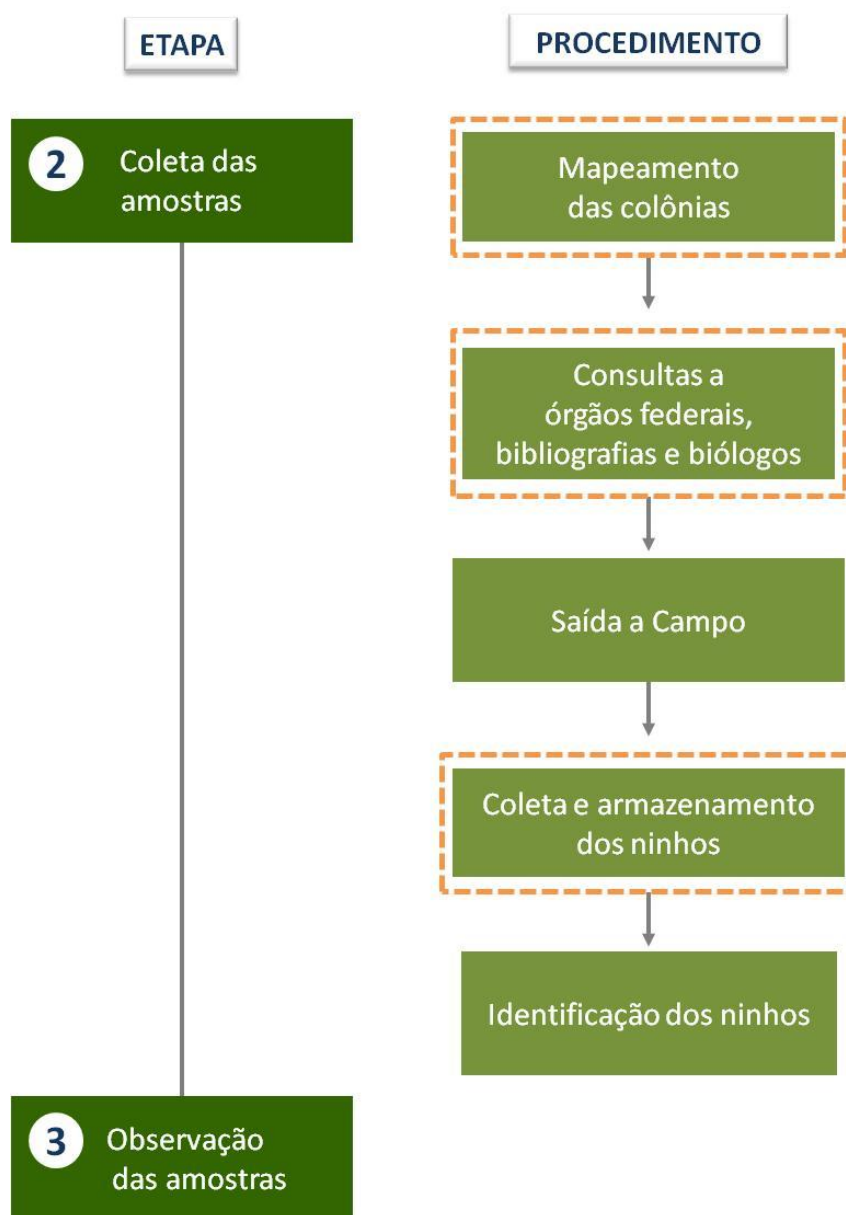 ETAPA
PROCEDIMENTO
2
Coleta das
amostras
Mapeamento
das colônias
Consultas a
órgãos federais,
bibliografias e biólogos
Saída a Campo
Coleta e armazenamento
dos ninhos
Identificação dos ninhos
3
Observação
das amostras